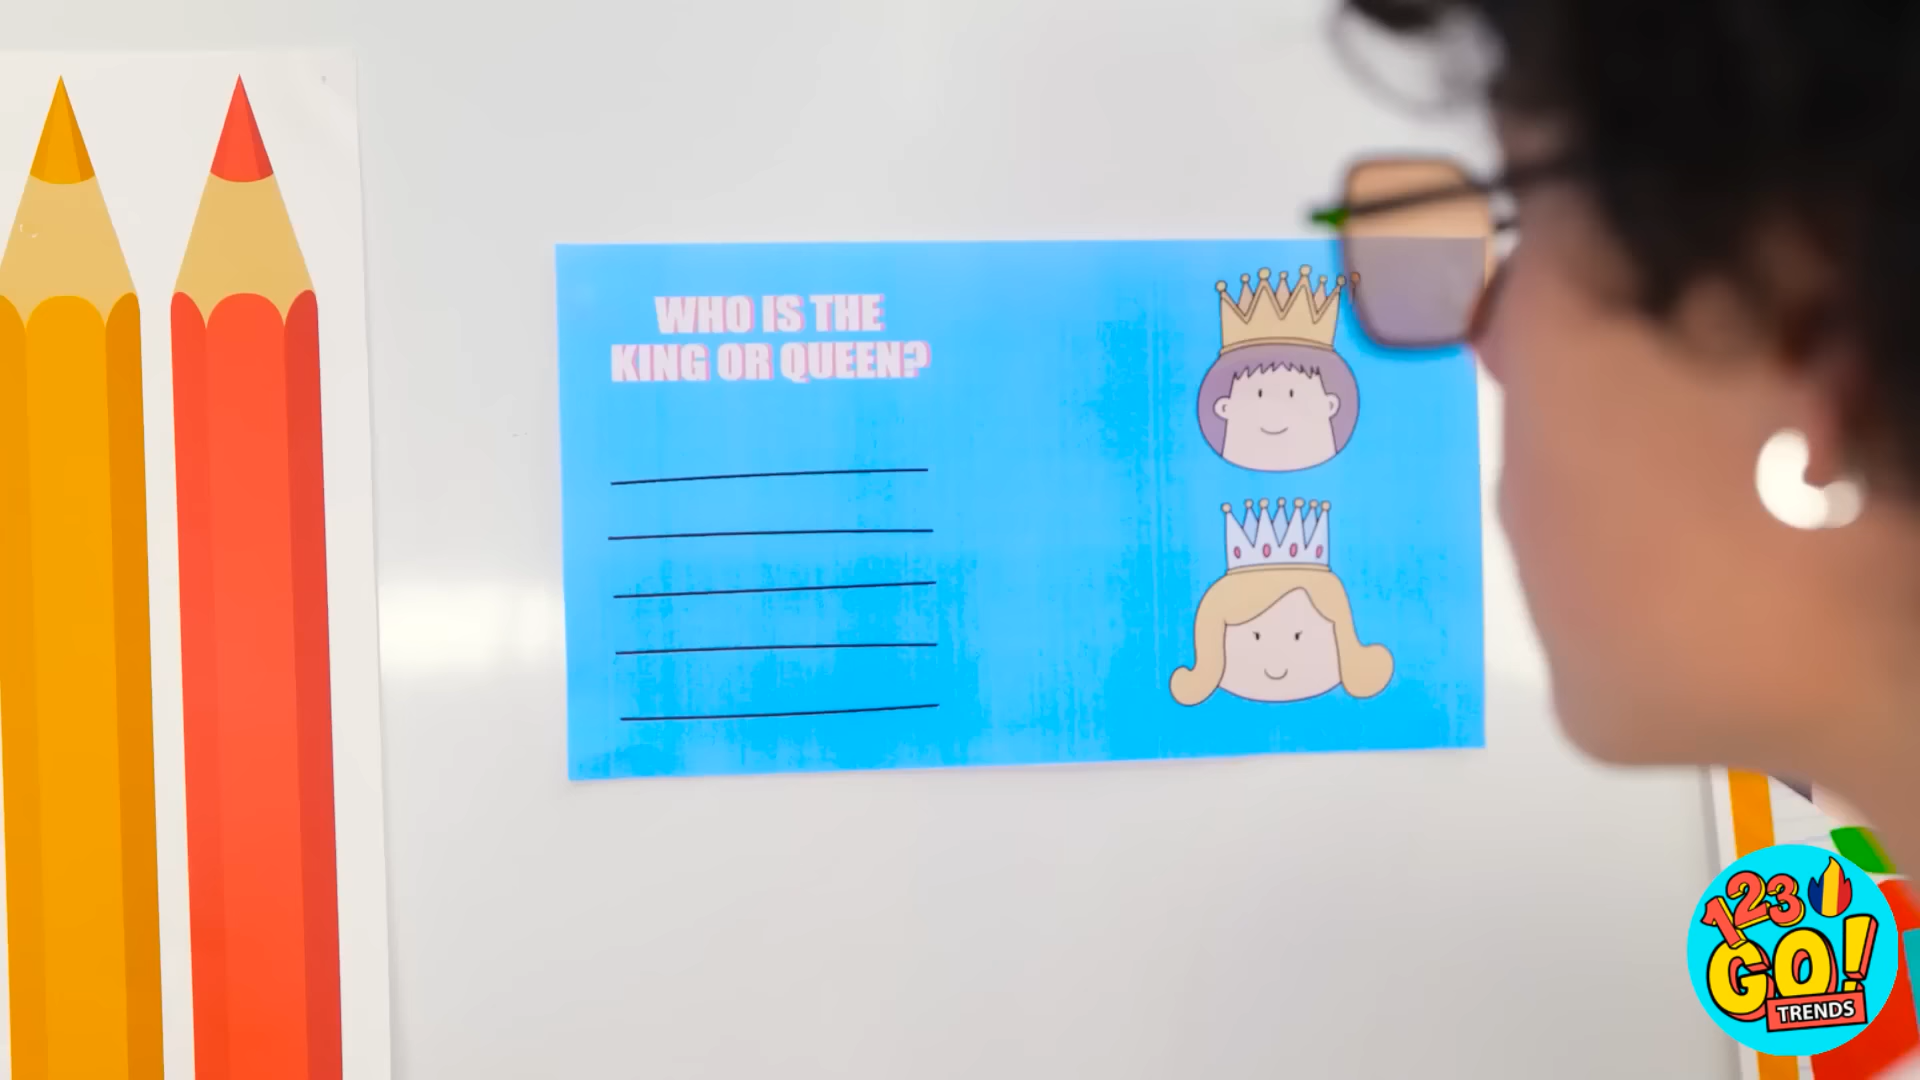 WHO IS THE
KING OR QUEEN?
123
GO!
TRENDS